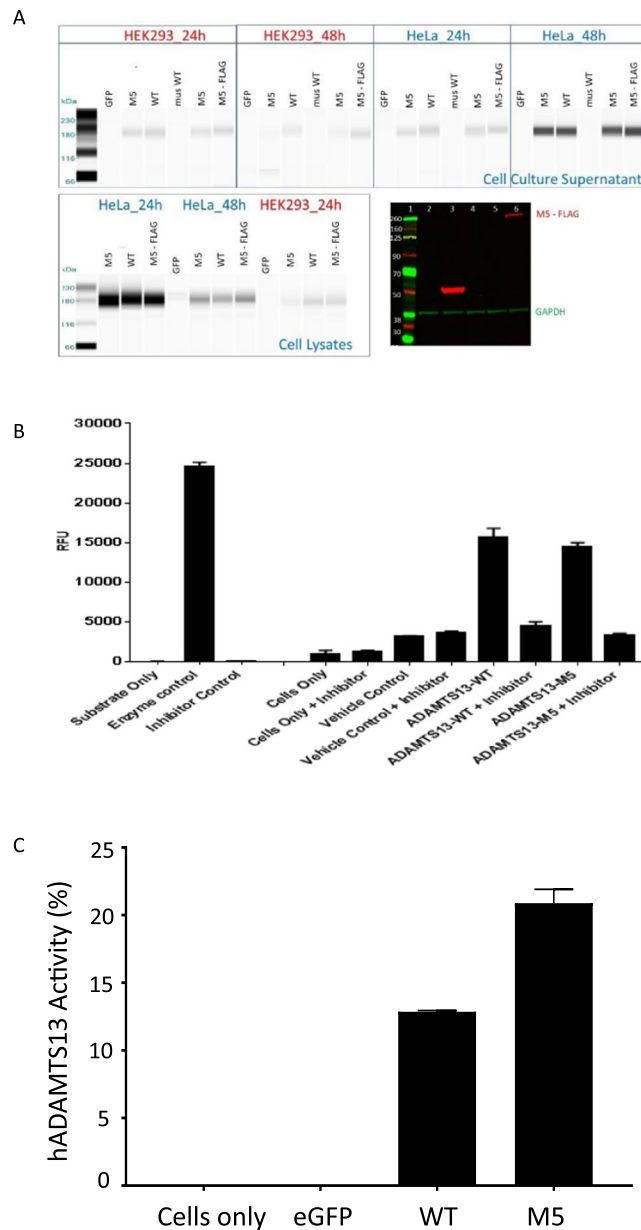 A
HEK293_24h HEK293_48h HeLa_24h HeLa_48h
kDa GFP M5 WT mus WT M5 M5 - FLAG GFP M5 WT mus WT M5 M5 - FLAG GFP M5 WT mus WT M5 M5 - FLAG GFP M5 WT mus WT M5 M5 - FLAG
230
180
116
66
Cell Culture Supernatant
HeLa_24h HeLa_48h HEK293_24h
kDa M5 WT M5 - FLAG GFP M5 WT M5 - FLAG GFP M5 WT M5 - FLAG
230
180
116
66
Cell Lysates
1 2 3 4 5 6
260
160
125
90
70
50
38
30
M5 - FLAG
GAPDH
B
30000
25000
20000
15000
10000
5000
0
RFU
Substrate Only
Enzyme control
Inhibitor Control
Cells Only
Cells Only + Inhibitor
Vehicle Control
Vehicle Control + Inhibitor
ADAMTS13-WT
ADAMTS13-WT + Inhibitor
ADAMTS13-M5
ADAMTS13-M5 + Inhibitor
C
25
20
15
10
5
0
hADAMTS13 Activity (%)
Cells only eGFP WT M5